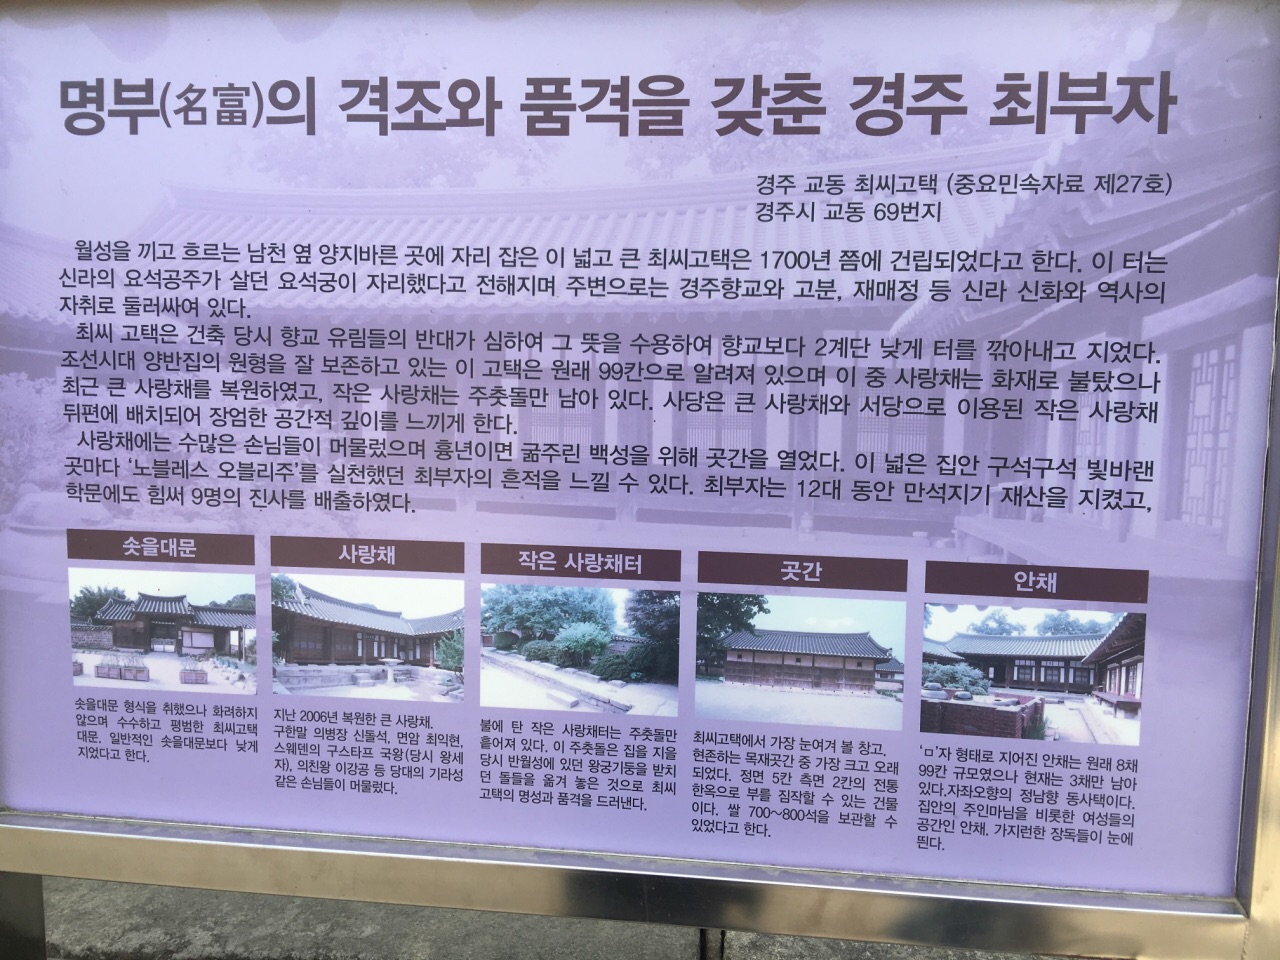 명부(名富)의 격조와 품격을 갖춘 경주 최부자
경주 교동 최씨고택 (중요민속자료 제27호)
경주시 교동 69번지
월성을 끼고 흐르는 남천 옆 양지바른 곳에 자리 잡은 이 넓고 큰 최씨고택은 1700년 쯤에 건립되었다고 한다. 이 터는
신라의 요석공주가 살던 요석궁이 자리했다고 전해지며 주변으로는 경주향교와 고분, 재매정 등 신라 신화와 역사의
자취로 둘러싸여 있다.
최씨 고택은 건축 당시 향교 유림들의 반대가 심하여 그 뜻을 수용하여 향교보다 2계단 낮게 터를 깎아내고 지었다.
조선시대 양반집의 원형을 잘 보존하고 있는 이 고택은 원래 99칸으로 알려져 있으며 이 중 사랑채는 화재로 불탔으나
최근 큰 사랑채를 복원하였고, 작은 사랑채는 주춧돌만 남아 있다. 사당은 큰 사랑채와 서당으로 이용된 작은 사랑채
뒤편에 배치되어 장엄한 공간적 깊이를 느끼게 한다.
사랑채에는 수많은 손님들이 머물렀으며 흉년이면 굶주린 백성을 위해 곳간을 열었다. 이 넓은 집안 구석구석 빛바랜
곳마다 '노블레스 오블리주'를 실천했던 최부자의 흔적을 느낄 수 있다. 최부자는 12대 동안 만석지기 재산을 지켰고,
학문에도 힘써 9명의 진사를 배출하였다.
솟을대문
솟을대문 형식을 취했으나 화려하지
않으며 수수하고 평범한 최씨고택
대문. 일반적인 솟을대문보다 낮게
지었다고 한다.
사랑채
지난 2006년 복원한 큰 사랑채.
구한말 의병장 신돌석, 면암 최익현,
스웨덴의 구스타프 국왕(당시 왕세
자), 의친왕 이강공 등 당대의 기라성
같은 손님들이 머물렀다.
작은 사랑채터
불에 탄 작은 사랑채터는 주춧돌만
흩어져 있다. 이 주춧돌은 집을 지을
당시 반월성에 있던 왕궁기둥을 받치
던 돌들을 옮겨 놓은 것으로 최씨
고택의 명성과 품격을 드러낸다.
곳간
최씨고택에서 가장 눈여겨 볼 창고.
현존하는 목재곳간 중 가장 크고 오래
되었다. 정면 5칸 측면 2칸의 전통
한옥으로 부를 짐작할 수 있는 건물
이다. 쌀 700～800석을 보관할 수
있었다고 한다.
안채
'ㅁ'자 형태로 지어진 안채는 원래 8채
99칸 규모였으나 현재는 3채만 남아
있다.자좌오향의 정남향 동사택이다.
집안의 주인마님을 비롯한 여성들의
공간인 안채. 가지런한 장독들이 눈에
띈다.